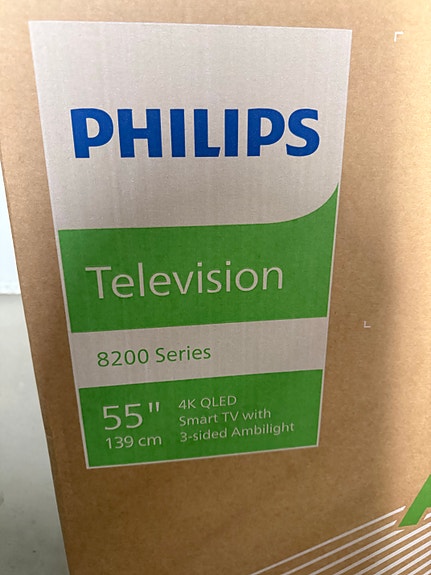 PHILIPS
Television
8200 Series
55" 
139 cm
4K QLED
Smart TV with
3-sided Ambilight